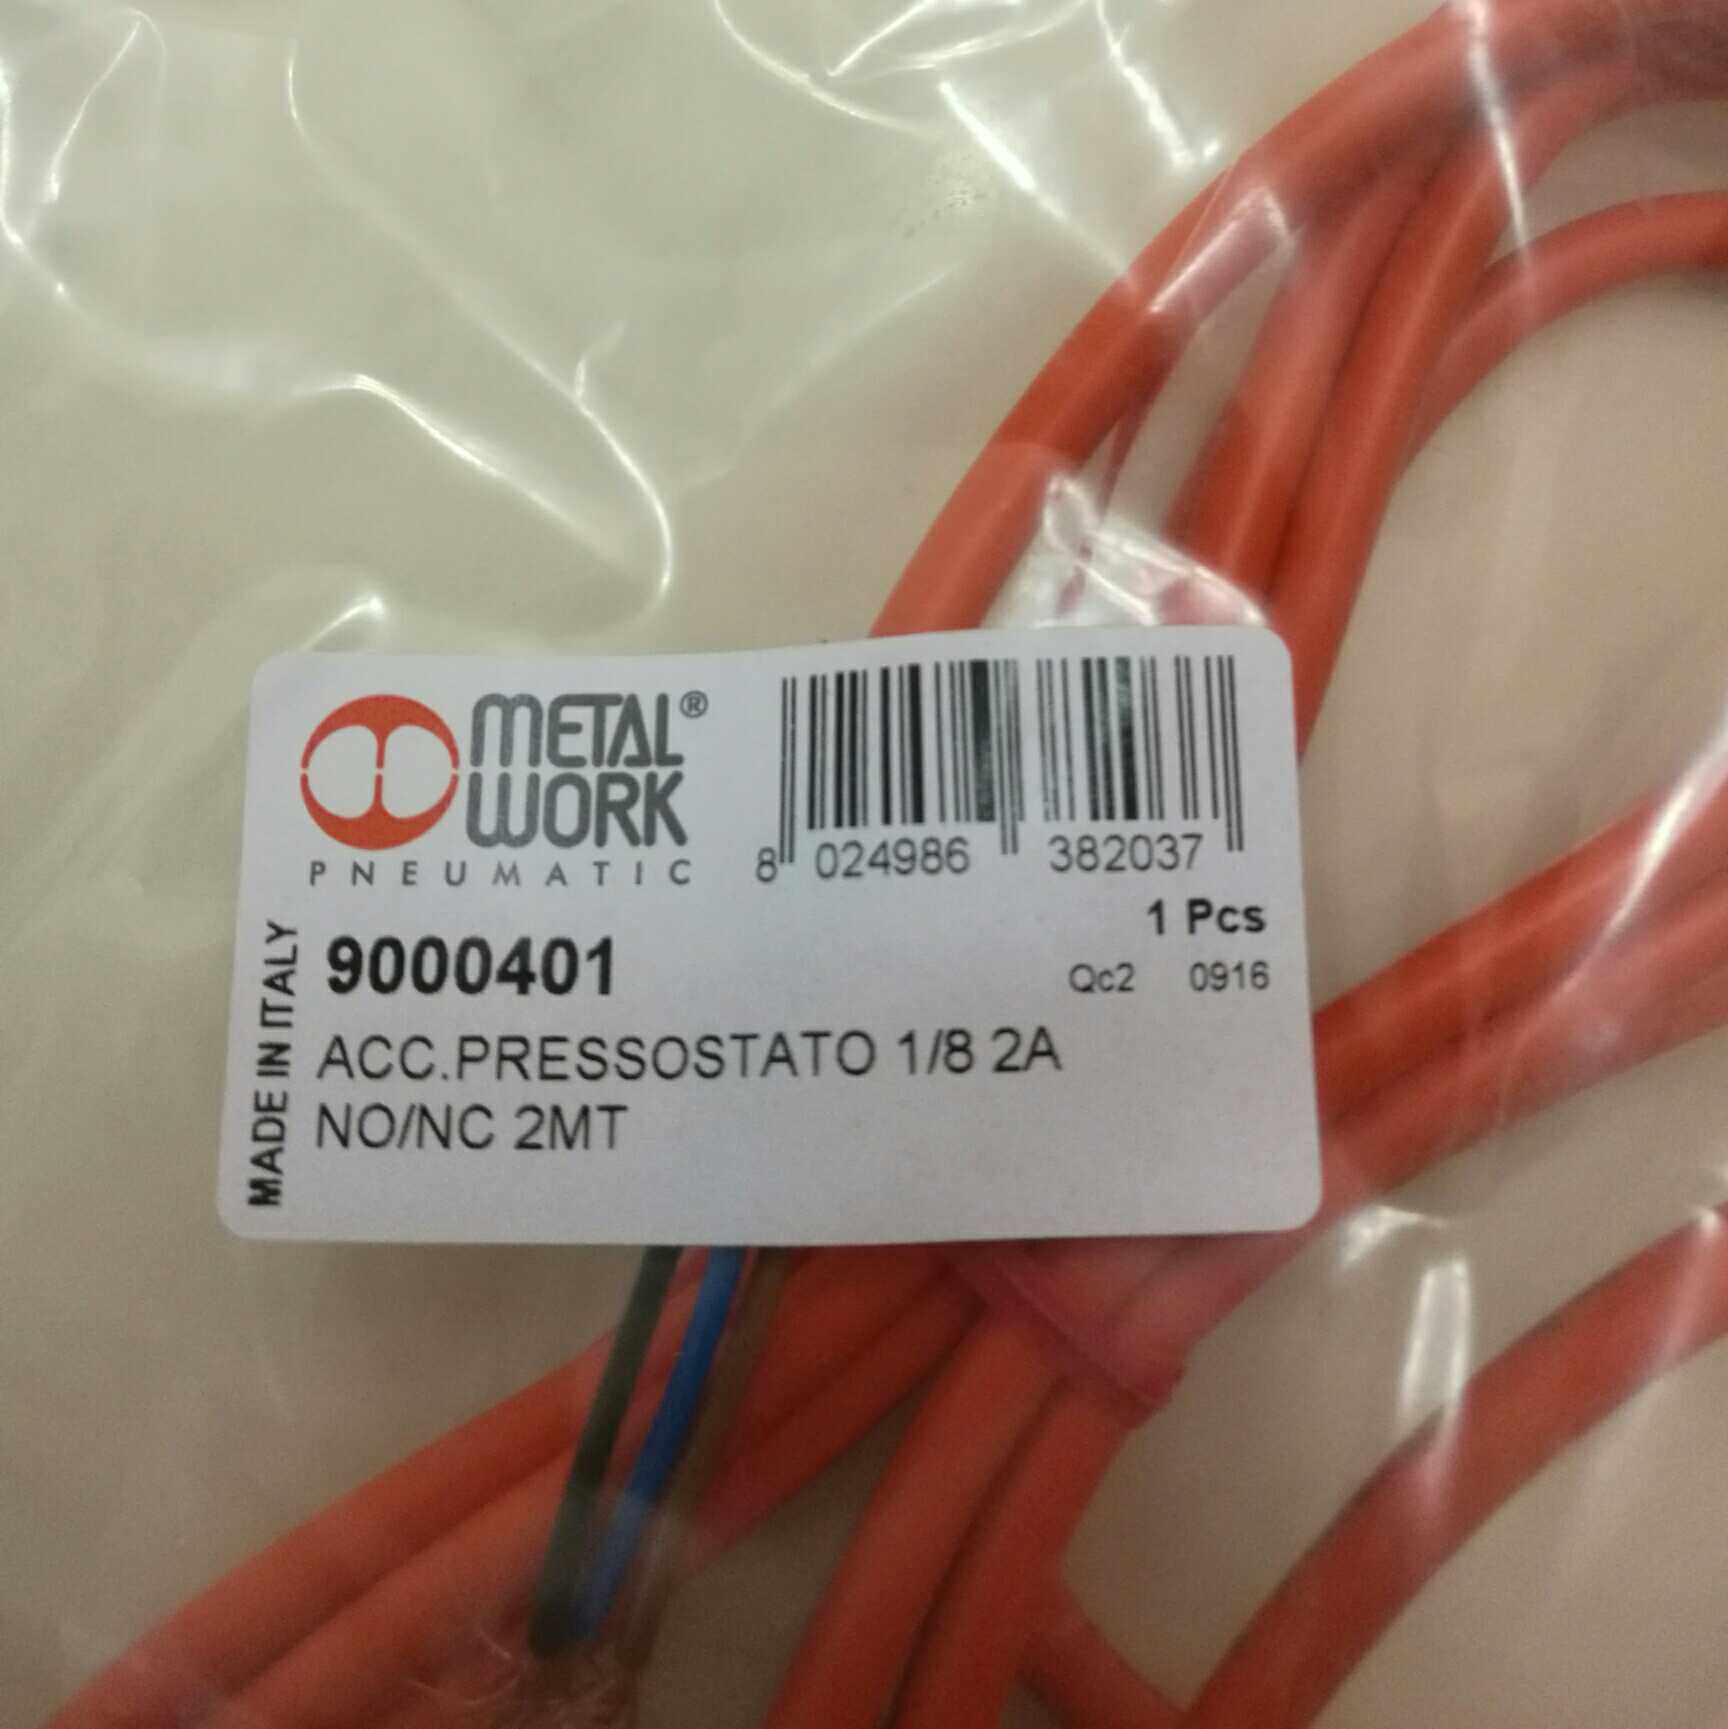 METAL®
WORK
PNEUMATIC
8 024986 382037
1 Pcs
9000401
Qc2 0916
ACC.PRESSOSTATO 1/8 2A
NO/NC 2MT
MADE IN ITALY